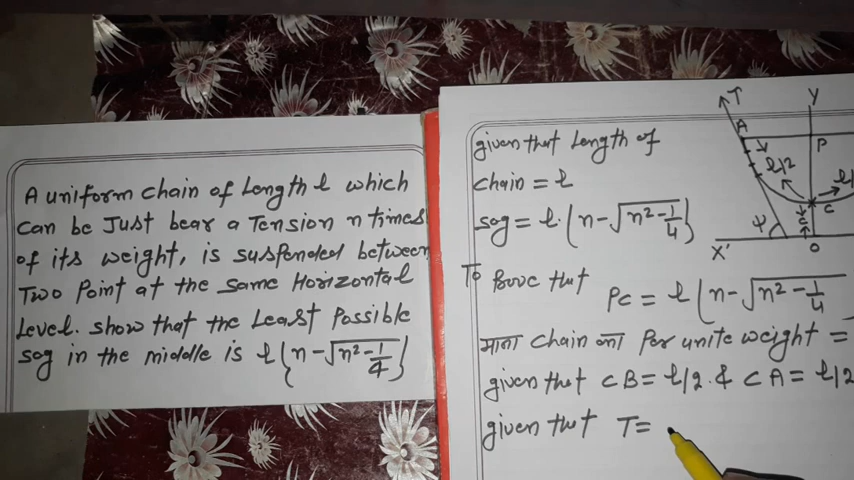 A uniform chain of Length l which
can be Just bear a Tension n times
of its weight, is suspended between
Two Point at the same Horizontal
Level. show that the Least Possible
sag in the middle is l{n-√(n²-1/4)}
given that Length of
chain = l
sag = l.{n-√(n²-1/4)}
To Prove that PC = l{n-√(n²-1/4)
माना chain का Per unite weight =
given that CB = l/2. & CA = l/2
given that T=
T
Y
A
P
l/2
l/
C
c
ψ
X'
O